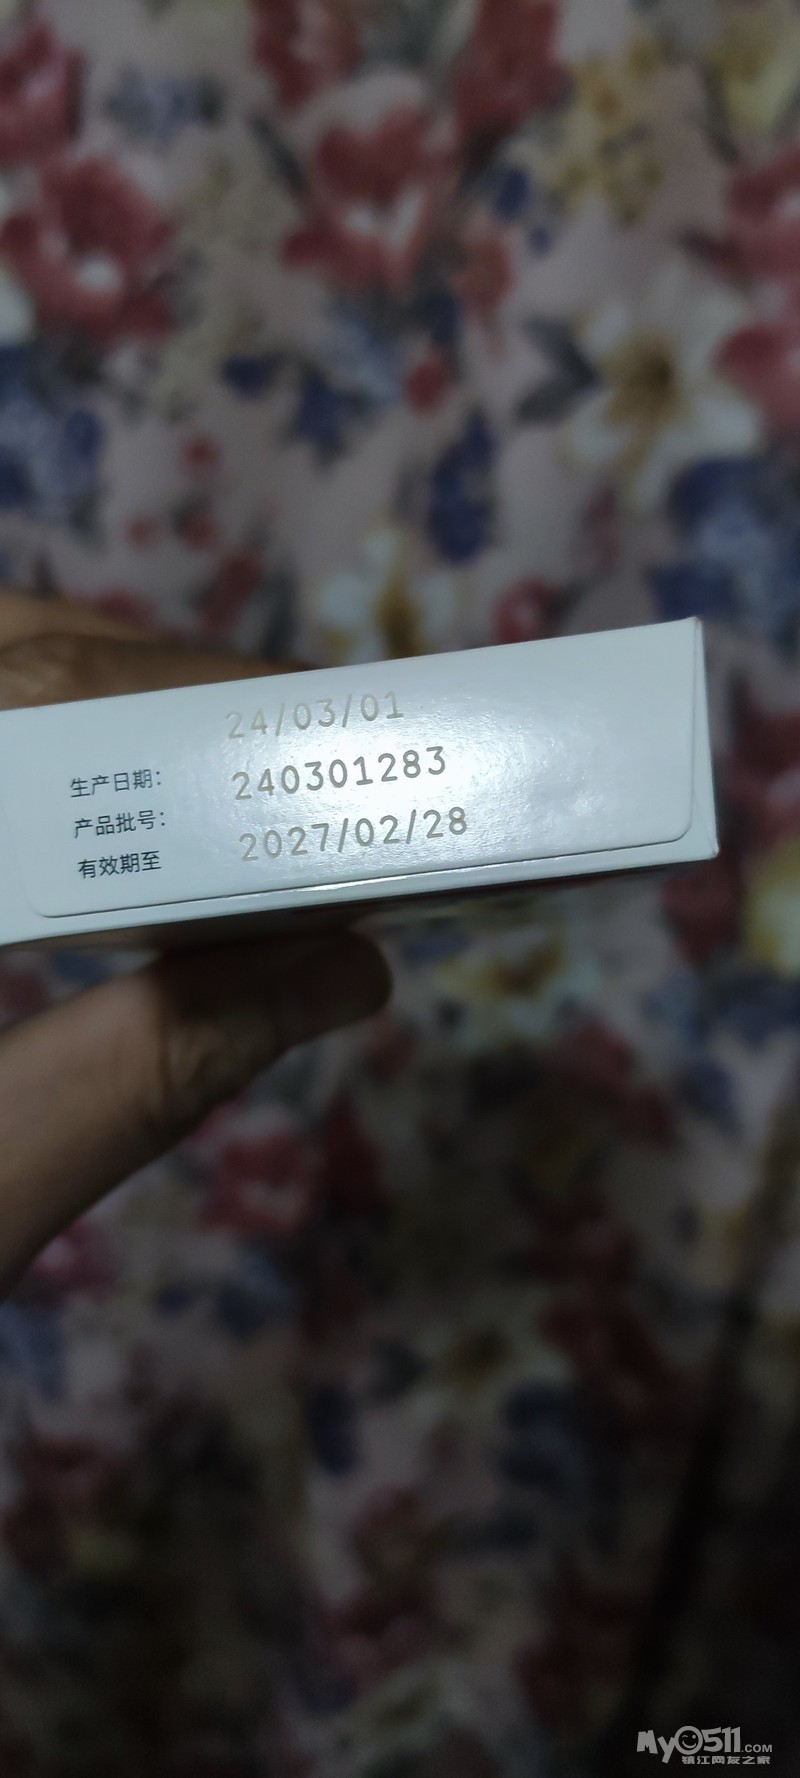 生产日期： 24/03/01
产品批号： 240301283
有效期至 2027/02/28
My0511.COM
镇江网友之家